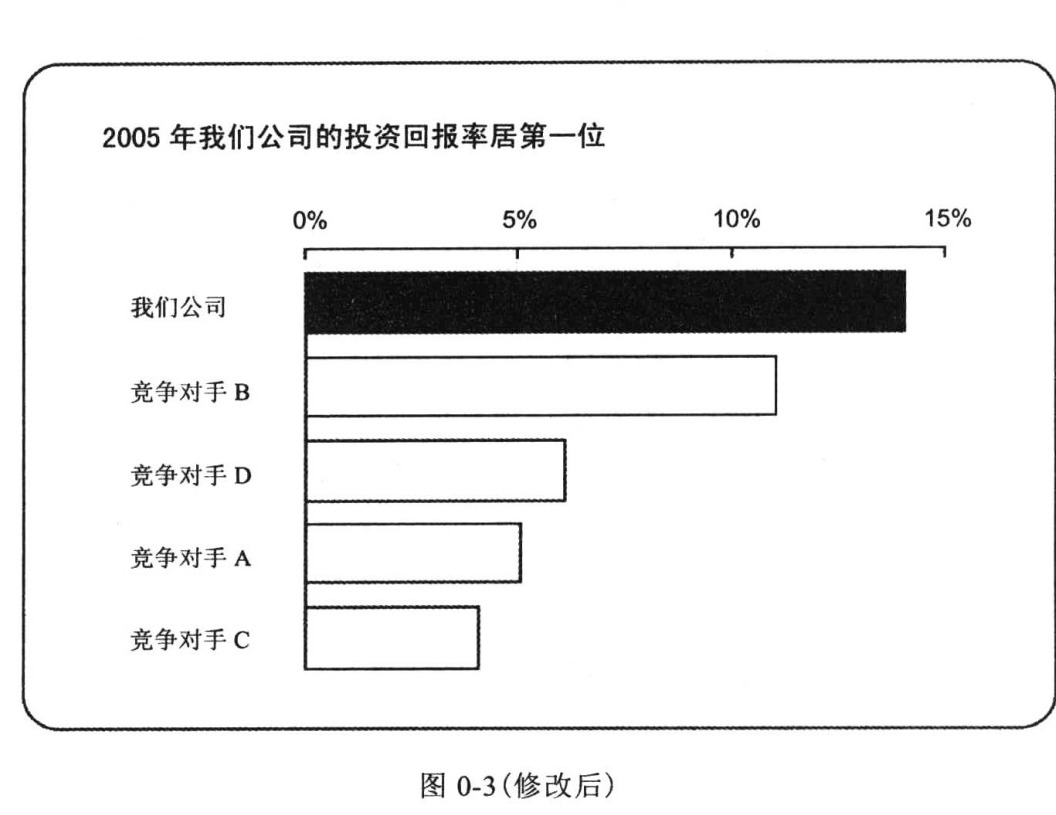 2005 年我们公司的投资回报率居第一位
0% 5% 10% 15%
我们公司
竞争对手 B
竞争对手 D
竞争对手 A
竞争对手 C
图 0-3(修改后)